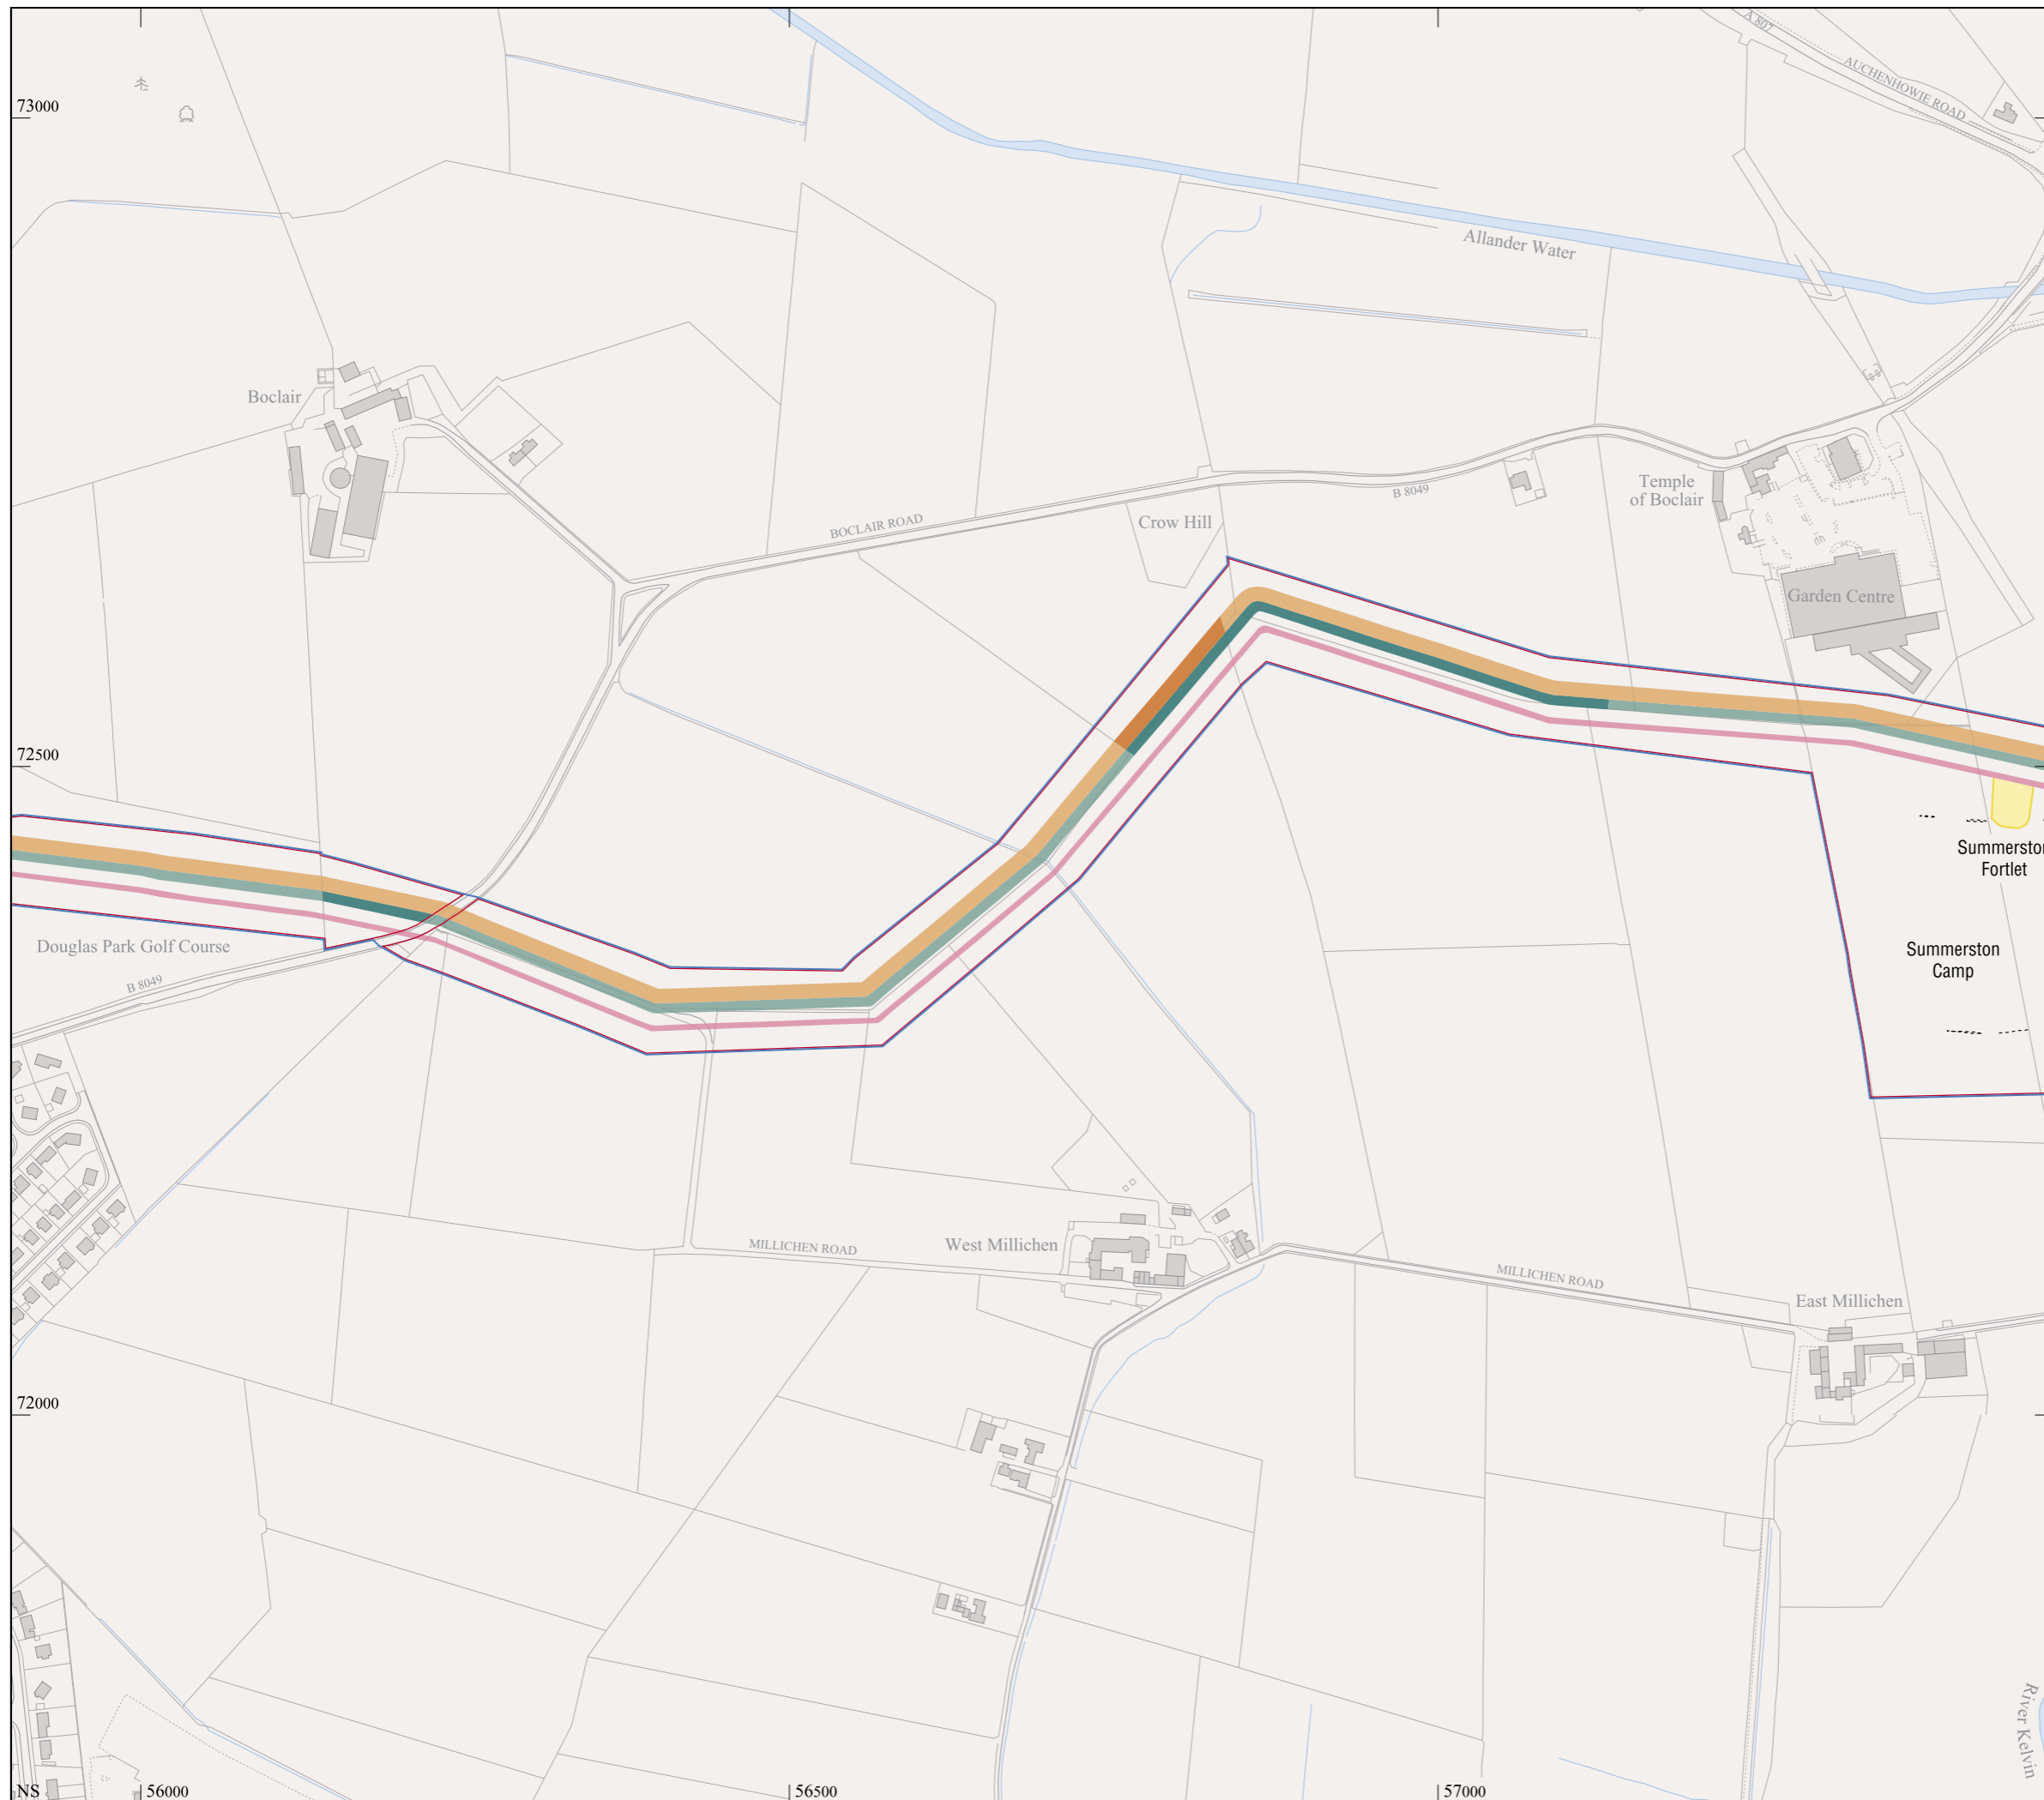 A 807
AUCHENHOWIE ROAD
73000
Allander Water
Boclair
Temple
of Boclair
B 8049
BOCLAIR ROAD
Crow Hill
Garden Centre
72500
Fortlet
Douglas Park Golf Course
Summerston
Camp
B 8049
West Millichen
MILLICHEN ROAD
MILLICHEN ROAD
East Millichen
72000
River Kelvin
NS
56000
56500
57000